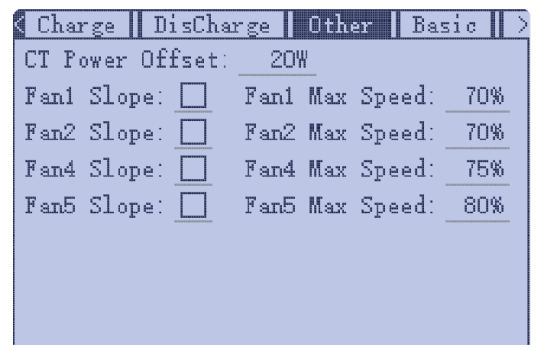 < Charge DisCharge Other Basic >
CT Power Offset: 20W
Fan1 Slope: Fan1 Max Speed: 70%
Fan2 Slope: Fan2 Max Speed: 70%
Fan4 Slope: Fan4 Max Speed: 75%
Fan5 Slope: Fan5 Max Speed: 80%